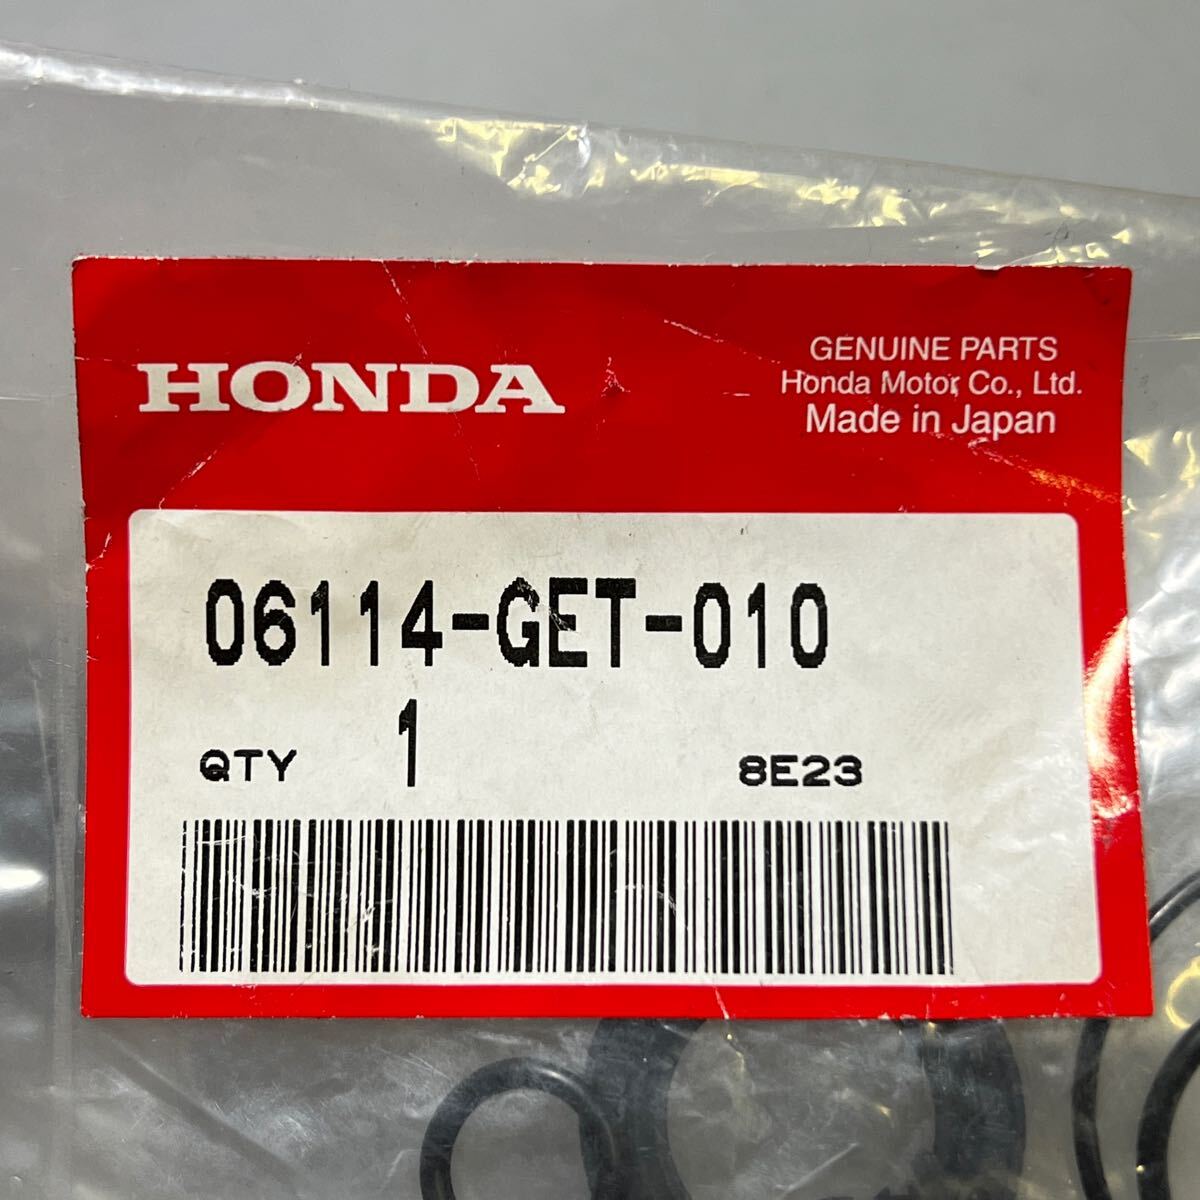 HONDA
GENUINE PARTS
Honda Motor Co., Ltd.
Made in Japan
06114-GET-010
QTY 1 8E23